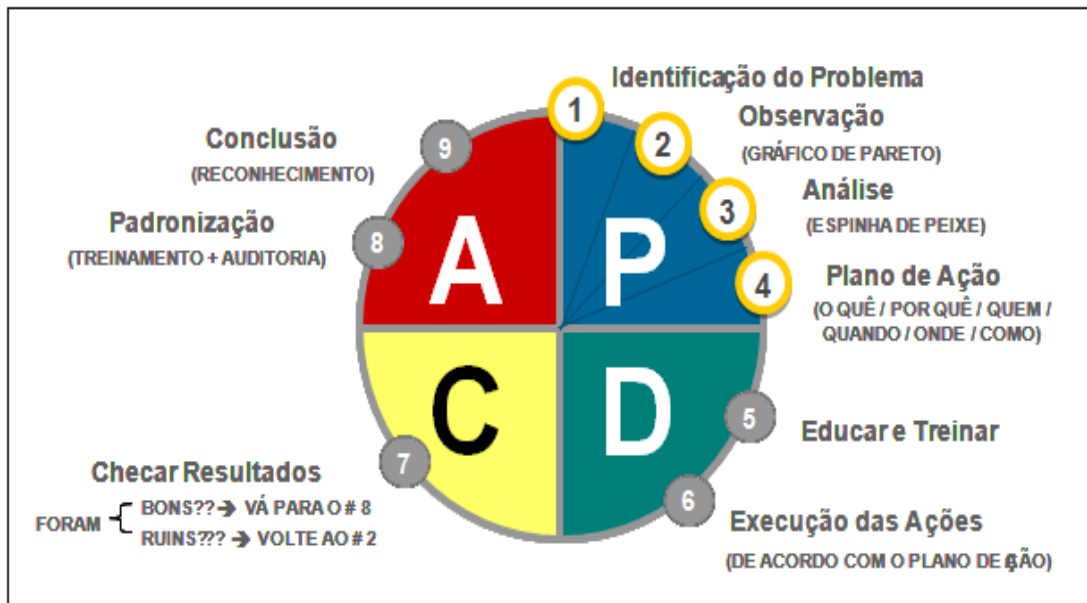 1
Identificação do Problema
2
Observação
(GRÁFICO DE PARETO)
3
Análise
(ESPINHA DE PEIXE)
4
Plano de Ação
(O QUÊ / POR QUÊ / QUEM /
QUANDO / ONDE / COMO)
5
Educar e Treinar
6
Execução das Ações
(DE ACORDO COM O PLANO DE AÇÃO)
7
Checar Resultados
FORAM
BONS?? ➔ VÁ PARA O # 8
RUINS??? ➔ VOLTE AO # 2
8
Padronização
(TREINAMENTO + AUDITORIA)
9
Conclusão
(RECONHECIMENTO)
A
P
C
D